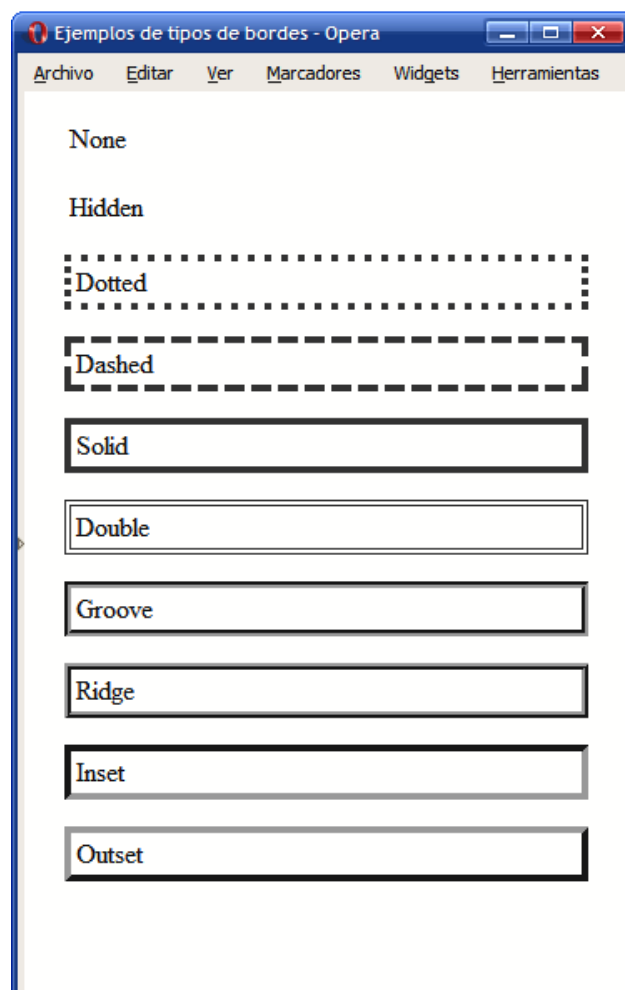 Ejemplos de tipos de bordes - Opera
Archivo Editar Ver Marcadores Widgets Herramientas
None
Hidden
Dotted
Dashed
Solid
Double
Groove
Ridge
Inset
Outset